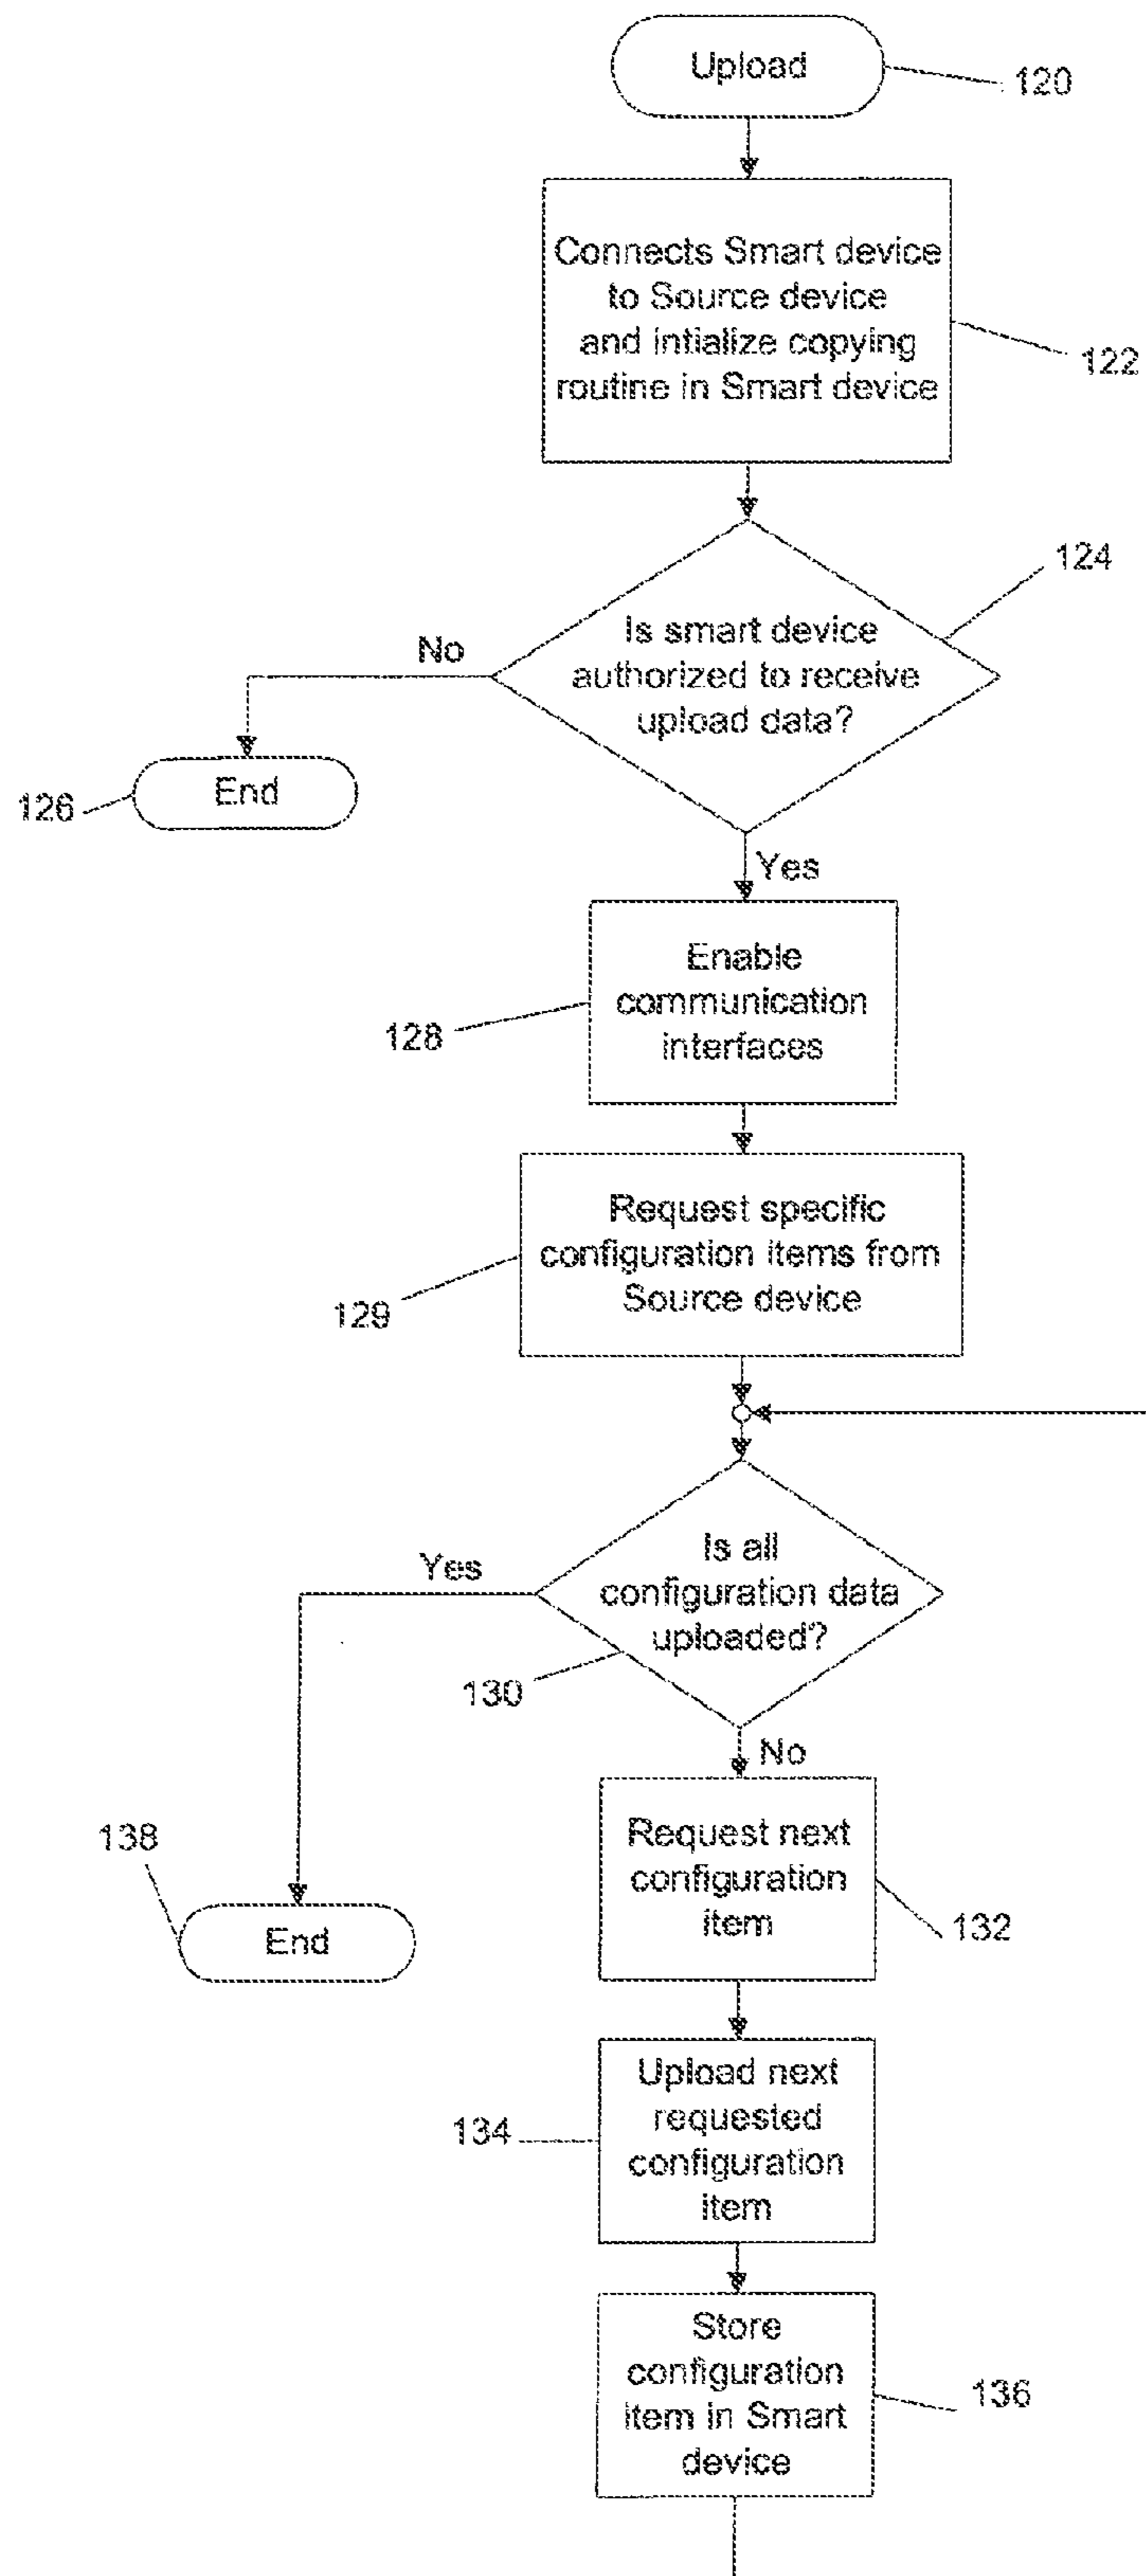 Upload
120
Connects Smart device
to Source device
and intialize copying
routine in Smart device
122
124
Is smart device
authorized to receive
upload data?
No
End
126
Yes
Enable
communication
interfaces
128
Request specific
configuration items from
Source device
129
Is all
configuration data
uploaded?
Yes
130
No
138
End
Request next
configuration
item
132
Upload next
requested
configuration
item
134
Store
configuration
item in Smart
device
136